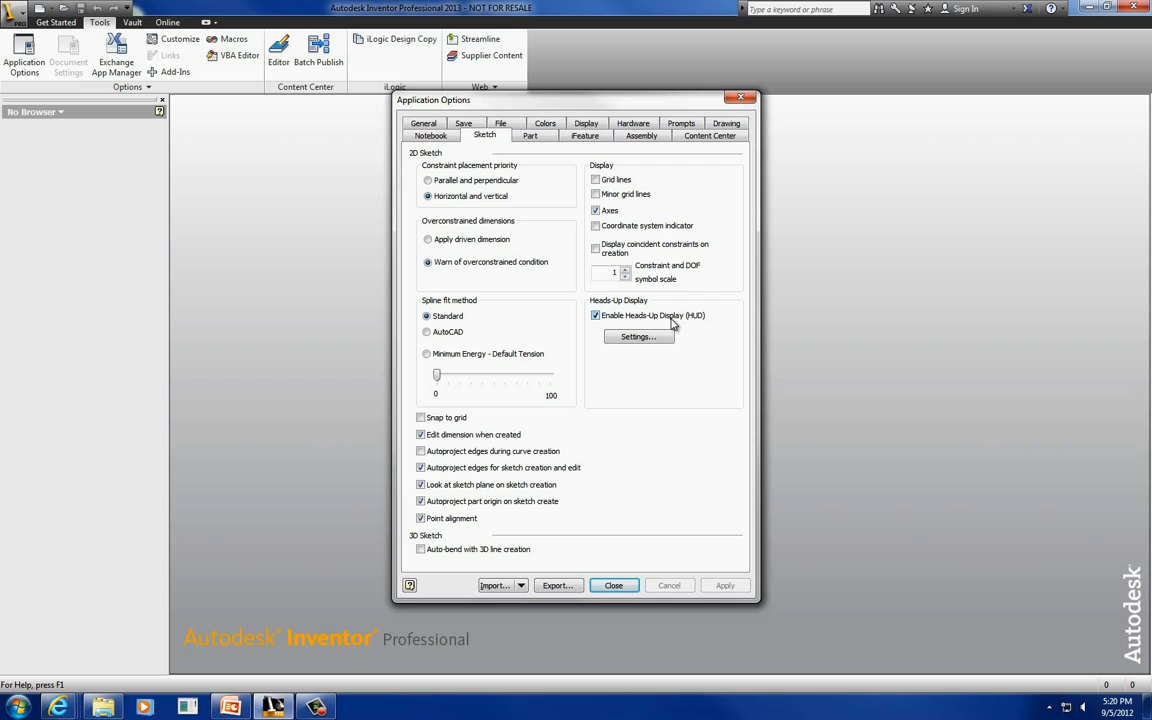 Autodesk Inventor Professional 2013 - NOT FOR RESALE
Type a keyword or phrase
Sign In
PRO
Get Started Tools Vault Online
Application Options
Document Settings
Exchange App Manager
Customize
Links
Add-Ins
Macros
VBA Editor
Editor
Batch Publish
iLogic Design Copy
Streamline
Supplier Content
Options
Content Center
iLogic
Web
No Browser
Application Options
General Save File Colors Display Hardware Prompts Drawing
Notebook Sketch Part iFeature Assembly Content Center
2D Sketch
Constraint placement priority
Parallel and perpendicular
Horizontal and vertical
Overconstrained dimensions
Apply driven dimension
Warn of overconstrained condition
Spline fit method
Standard
AutoCAD
Minimum Energy - Default Tension
0 100
Display
Grid lines
Minor grid lines
Axes
Coordinate system indicator
Display coincident constraints on
creation
1 Constraint and DOF
symbol scale
Heads-Up Display
Enable Heads-Up Display (HUD)
Settings...
Snap to grid
Edit dimension when created
Autoproject edges during curve creation
Autoproject edges for sketch creation and edit
Look at sketch plane on sketch creation
Autoproject part origin on sketch create
Point alignment
3D Sketch
Auto-bend with 3D line creation
Import... Export... Close Cancel Apply
Autodesk Inventor Professional
Autodesk
For Help, press F1
0 0
5:20 PM
9/5/2012